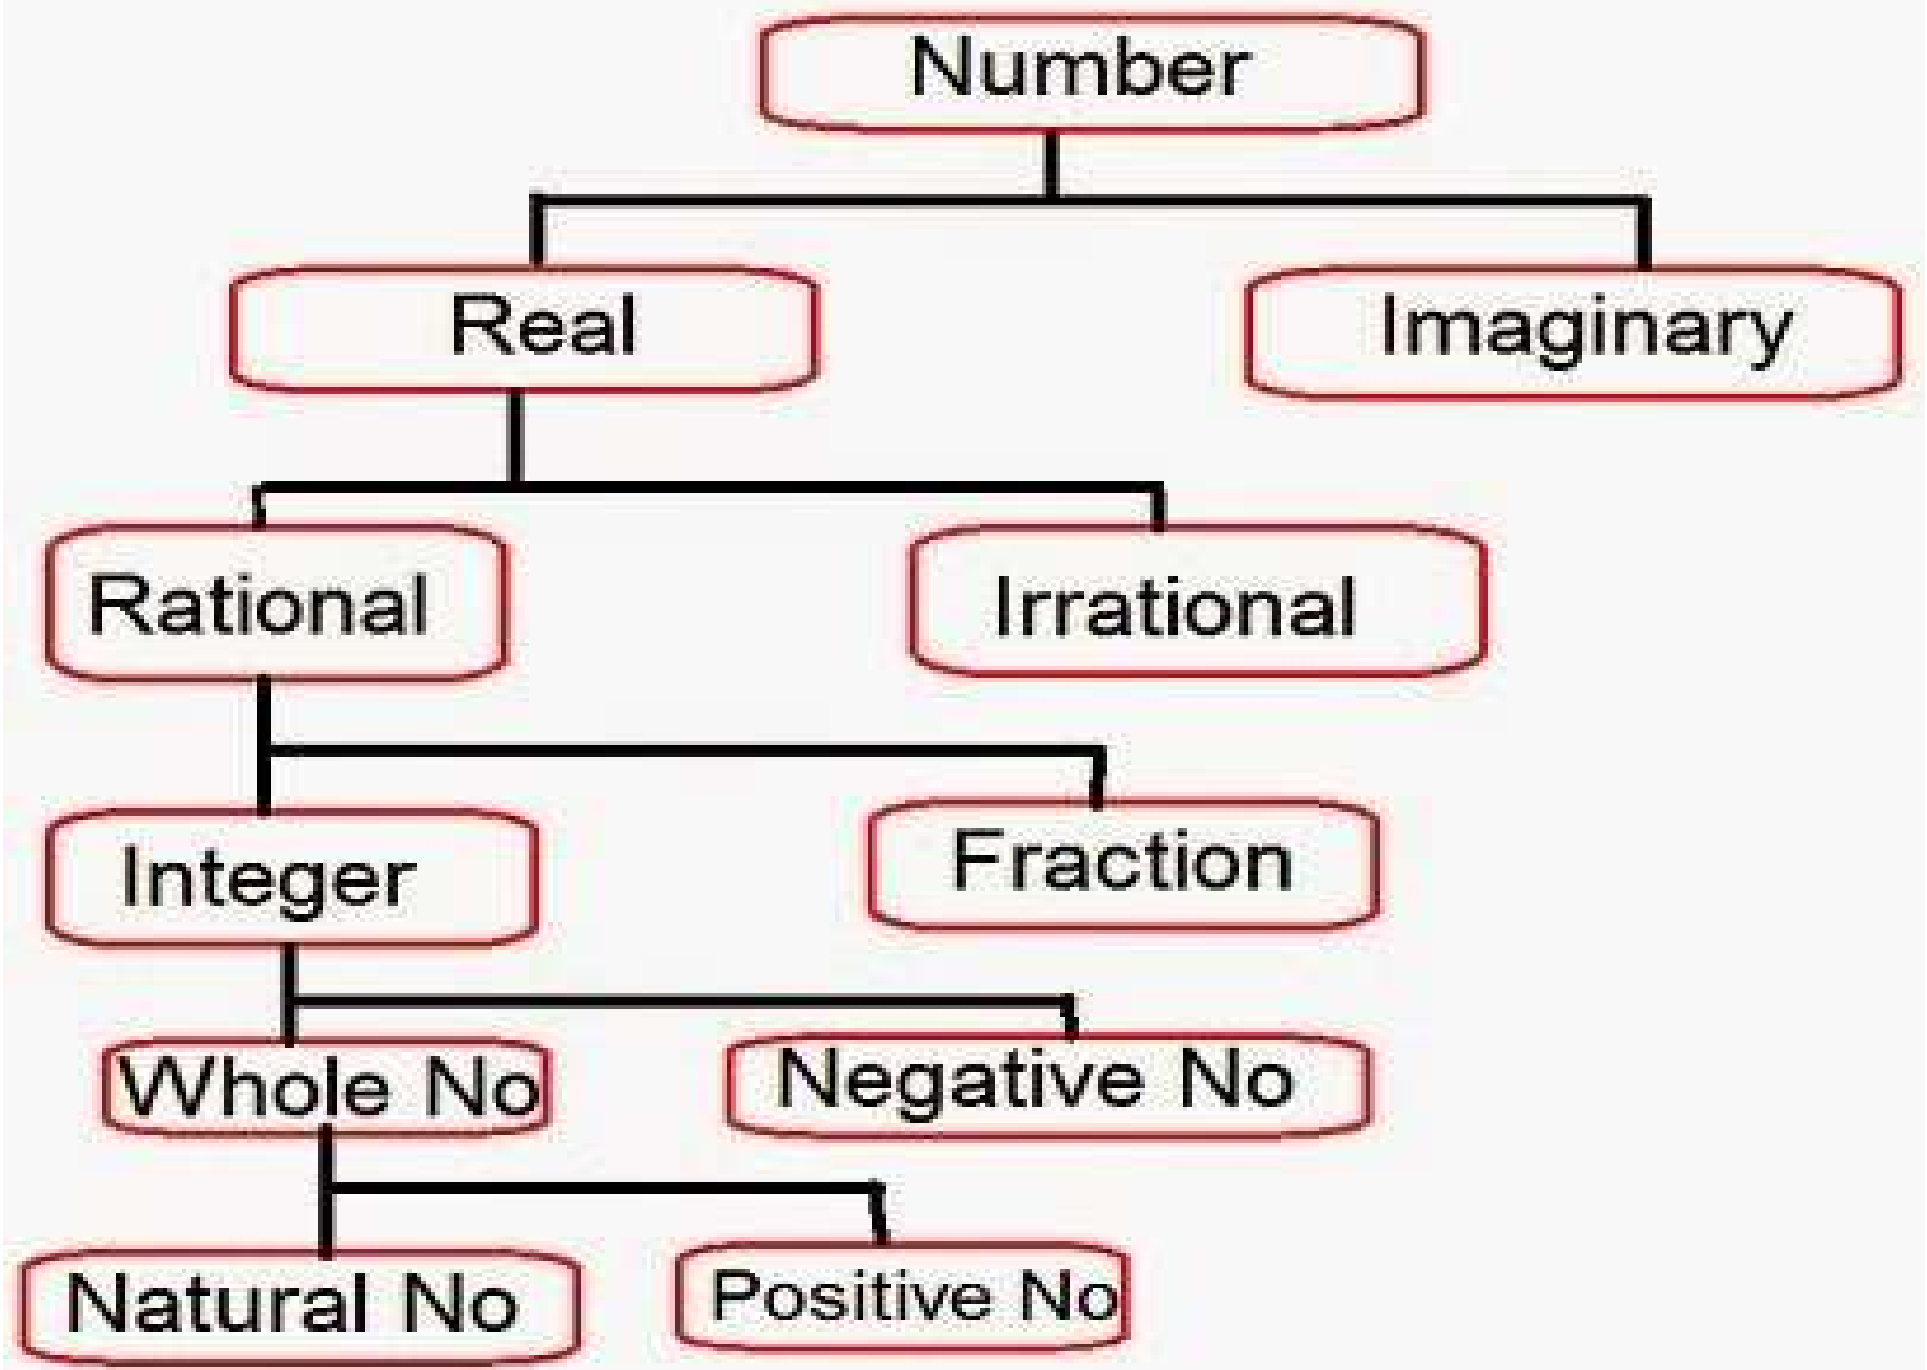 Number
Real
Imaginary
Rational
Irrational
Integer
Fraction
Whole No
Negative No
Natural No
Positive No